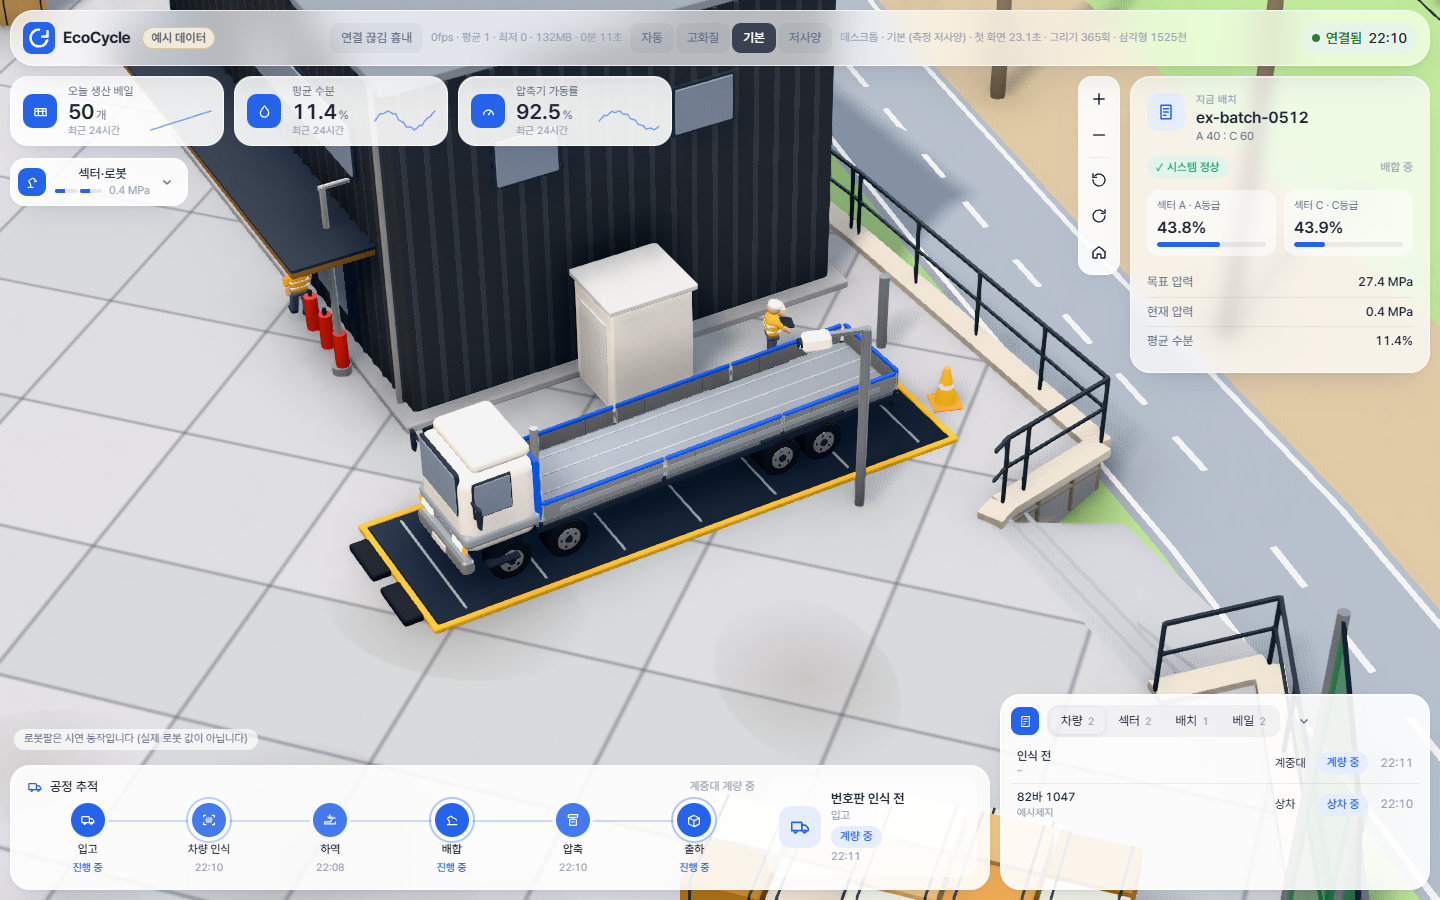 EcoCycle
예시 데이터
연결 끊김 흉내
0fps · 평균 1 · 최저 0 · 132MB · 0분 11초
자동
고화질
기본
저사양
데스크톱 · 기본 (측정 저사양) · 첫 화면 23.1초 · 그리기 365회 · 삼각형 1525천
연결됨 22:10
오늘 생산 베일
50개
최근 24시간
평균 수분
11.4%
최근 24시간
압축기 가동률
92.5%
최근 24시간
섹터·로봇
0.4 MPa
지금 배치
ex-batch-0512
A 40 : C 60
✓ 시스템 정상
배합 중
섹터 A · A등급
43.8%
섹터 C · C등급
43.9%
목표 압력 27.4 MPa
현재 압력 0.4 MPa
평균 수분 11.4%
로봇팔은 시연 동작입니다 (실제 로봇 값이 아닙니다)
공정 추적
계중대 계량 중
입고
진행 중
차량 인식
22:10
하역
22:08
배합
진행 중
압축
22:10
출하
진행 중
번호판 인식 전
입고
계량 중
22:11
차량 2
섹터 2
배치 1
베일 2
인식 전
–
계중대 계량 중 22:11
82바 1047
예시제지
상차 상차 중 22:10